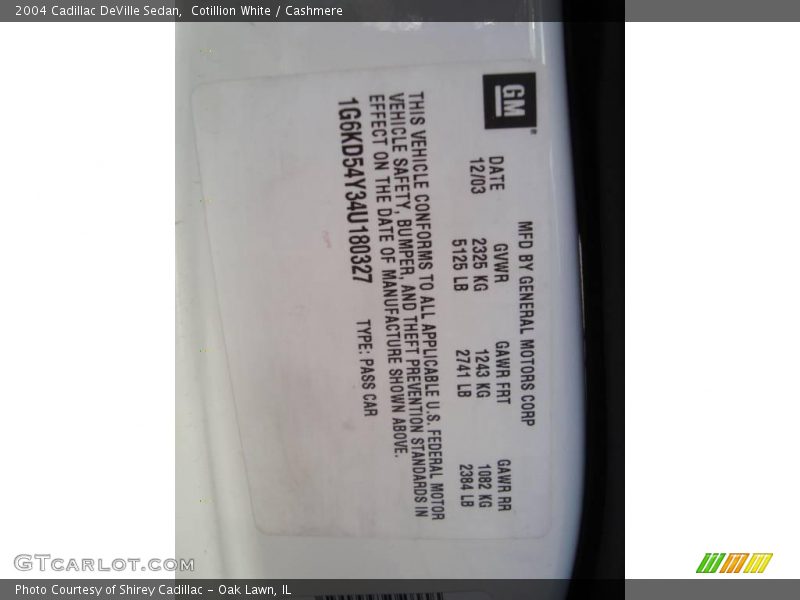 2004 Cadillac DeVille Sedan,  Cotillion White / Cashmere
GM
MFD BY GENERAL MOTORS CORP
DATE GVWR GAWR FRT GAWR RR
12/03 2325 KG 1243 KG 1082 KG
5125 LB 2741 LB 2384 LB
THIS VEHICLE CONFORMS TO ALL APPLICABLE U.S. FEDERAL MOTOR
VEHICLE SAFETY, BUMPER, AND THEFT PREVENTION STANDARDS IN
EFFECT ON THE DATE OF MANUFACTURE SHOWN ABOVE.
1G6KD54Y34U180327 TYPE: PASS CAR
GTCarLot.com
Photo Courtesy of Shirey Cadillac - Oak Lawn, IL